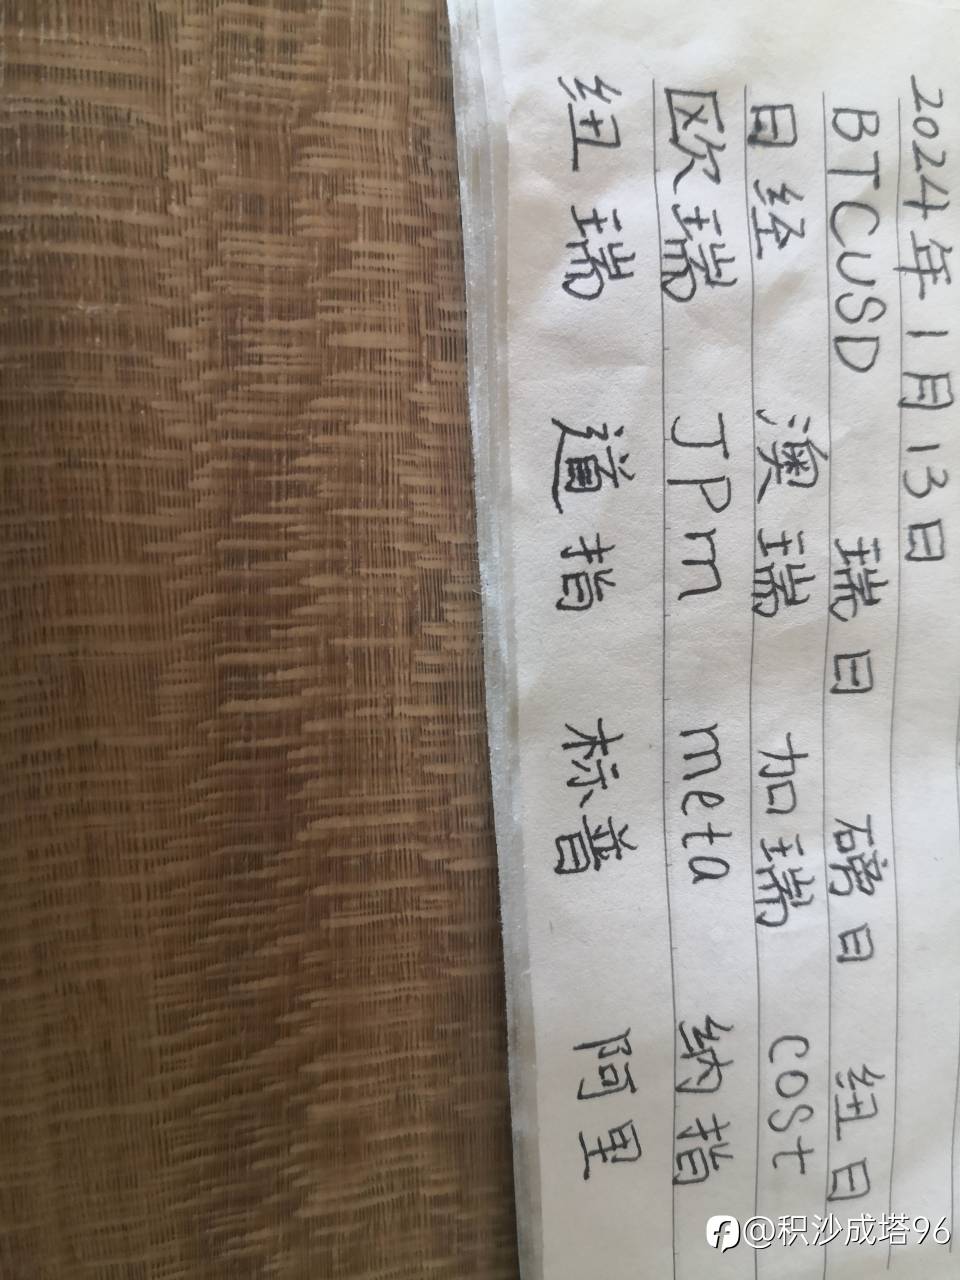 2024年1月13日
BTCUSD 瑞日 磅日 纽日
日经 澳瑞 加瑞 cost
欧瑞 JPm meta 纳指
纽瑞 道指 标普 阿里
@积沙成塔96